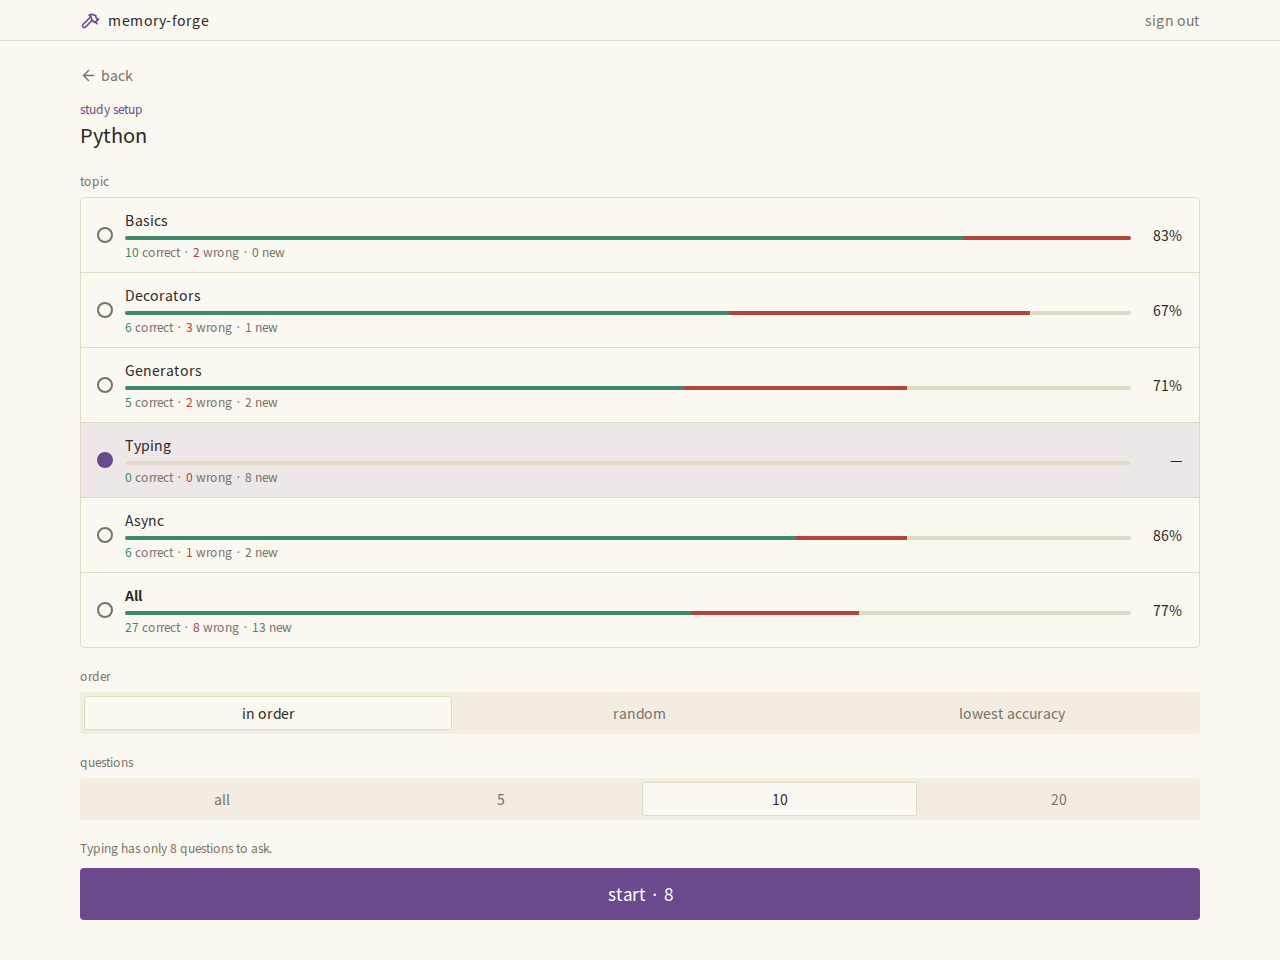 memory-forge
sign out
back
study setup
Python
topic
Basics
83%
10 correct · 2 wrong · 0 new
Decorators
67%
6 correct · 3 wrong · 1 new
Generators
71%
5 correct · 2 wrong · 2 new
Typing
—
0 correct · 0 wrong · 8 new
Async
86%
6 correct · 1 wrong · 2 new
All
77%
27 correct · 8 wrong · 13 new
order
in order random lowest accuracy
questions
all 5 10 20
Typing has only 8 questions to ask.
start · 8